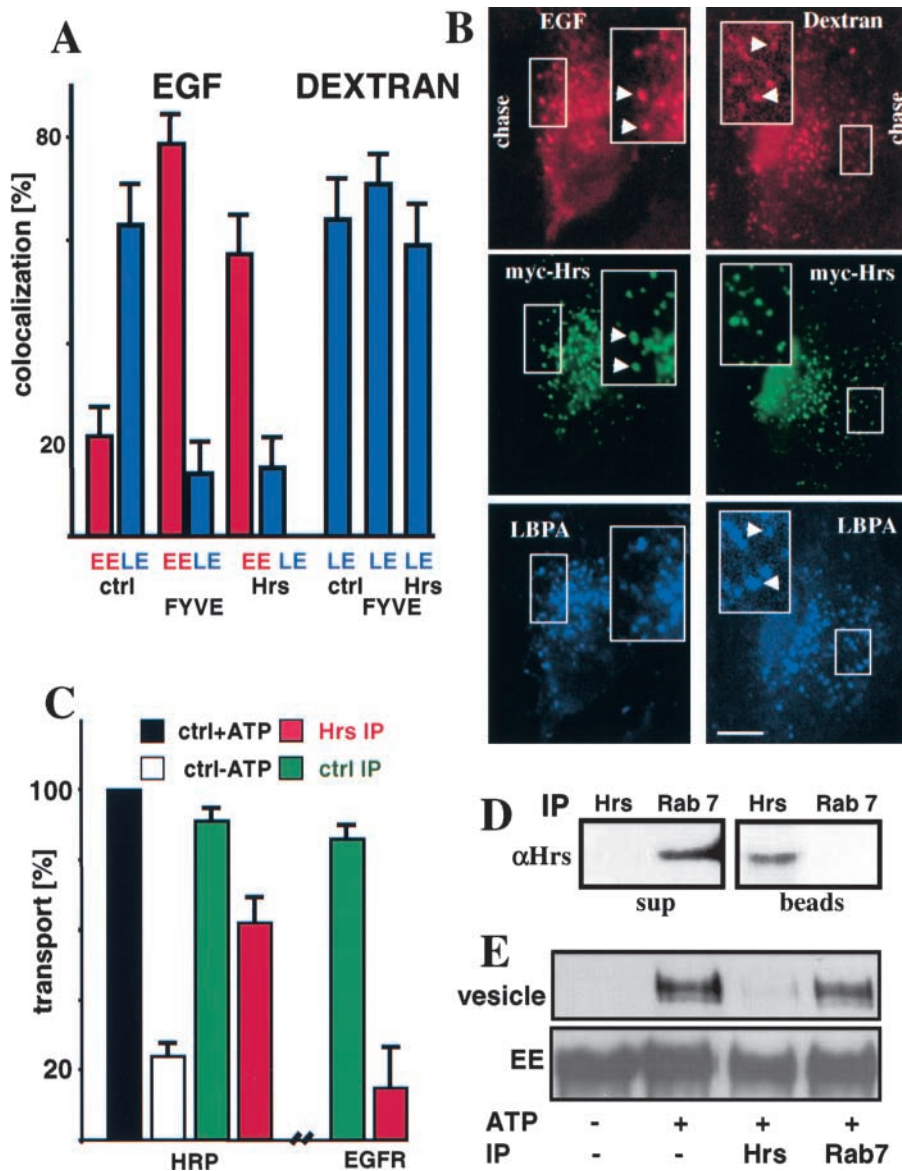 A
EGF
DEXTRAN
colocalization [%]
80
20
EE LE EE LE EE LE LE LE LE
ctrl Hrs ctrl Hrs
FYVE FYVE
B
EGF
Dextran
chase
chase
myc-Hrs
myc-Hrs
LBPA
LBPA
C
ctrl+ATP
Hrs IP
ctrl-ATP
ctrl IP
transport [%]
100
20
HRP
EGFR
D
IP Hrs Rab 7 Hrs Rab 7
αHrs
sup beads
E
vesicle
EE
ATP - + + +
IP - - Hrs Rab7